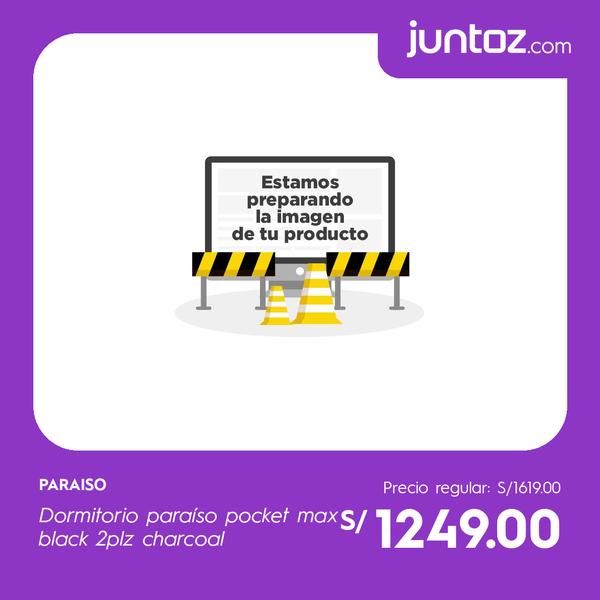 juntoz.com
Estamos
preparando
la imagen
de tu producto
PARAISO
Precio regular: S/1619.00
Dormitorio paraíso pocket max
black 2plz charcoal
S/ 1249.00